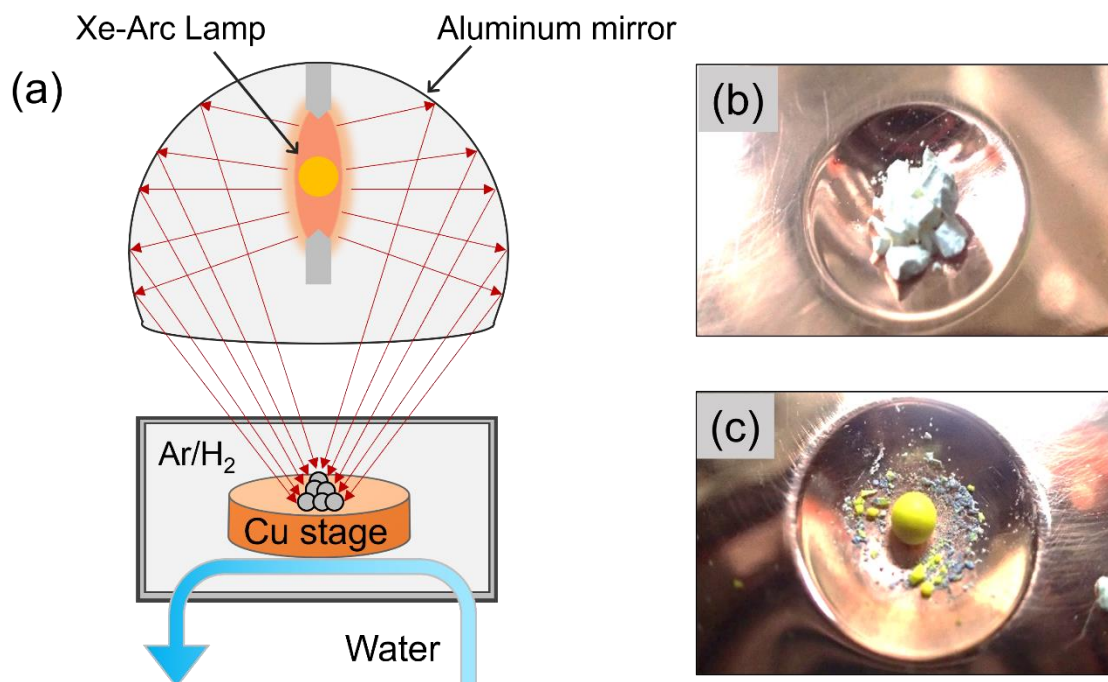 Xe-Arc Lamp
Aluminum mirror
(a)
Ar/H₂
Cu stage
Water
(b)
(c)